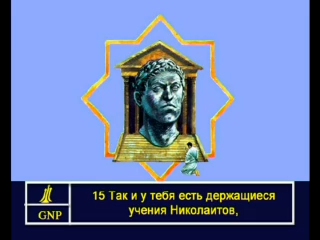 15 Так и у тебя есть держащиеся
учения Николаитов,
GNP